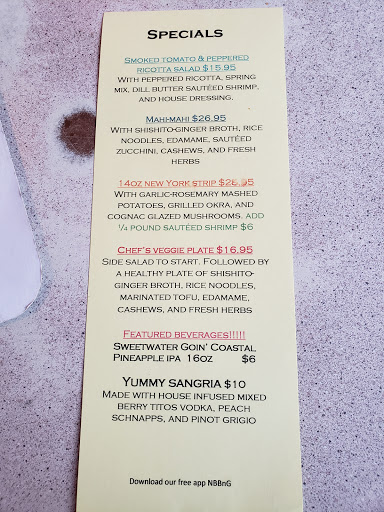 Specials
Smoked tomato & peppered
ricotta salad $15.95
With peppered ricotta, spring
mix, dill butter sautéed shrimp,
and house dressing.
Mahi-mahi $26.95
With shishito-ginger broth, rice
noodles, edamame, sautéed
zucchini, cashews, and fresh
herbs
14oz New York strip $26.95
With garlic-rosemary mashed
potatoes, grilled okra, and
cognac glazed mushrooms. add
¼ pound sautéed shrimp $6
Chef's veggie plate $16.95
Side salad to start. Followed by
a healthy plate of shishito-
ginger broth, rice noodles,
marinated tofu, edamame,
cashews, and fresh herbs
Featured beverages!!!!!
Sweetwater Goin' Coastal
Pineapple ipa 16oz $6
Yummy sangria $10
Made with house infused mixed
berry Titos vodka, peach
schnapps, and pinot grigio
Download our free app NBBnG